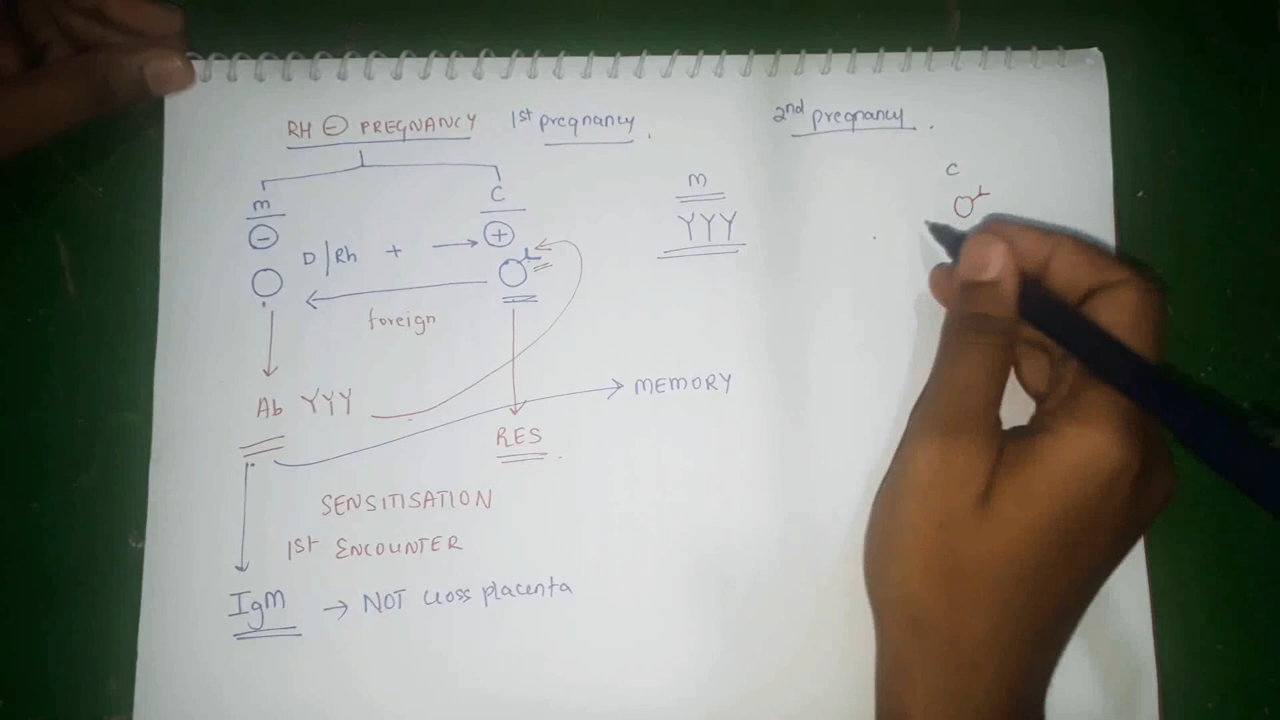 RH ⊖ PREGNANCY 1st pregnancy.
2nd pregnancy.
m C
m
C
⊖ ⊕
YYY
D/Rh + →
foreign
Ab YYY
MEMORY
RES
SENSITISATION
1st ENCOUNTER
IgM → NOT cross placenta